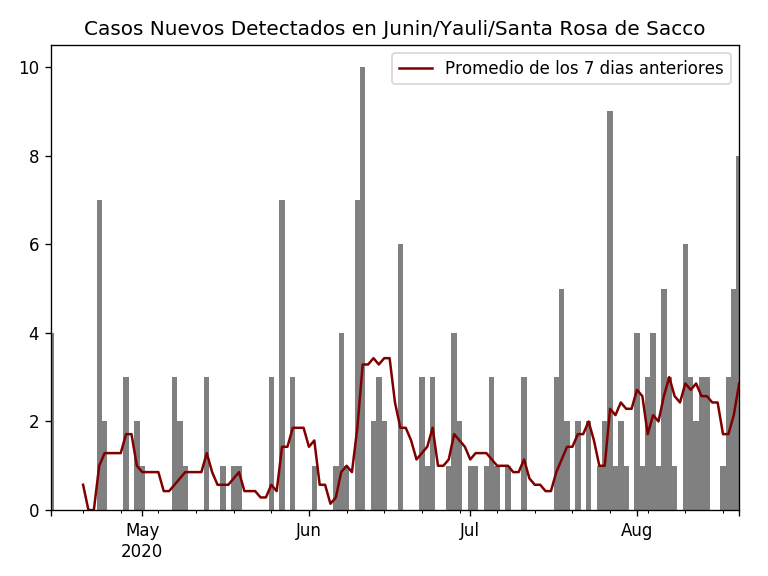 Casos Nuevos Detectados en Junin/Yauli/Santa Rosa de Sacco
Promedio de los 7 dias anteriores
10
8
6
4
2
0
May
2020
Jun
Jul
Aug